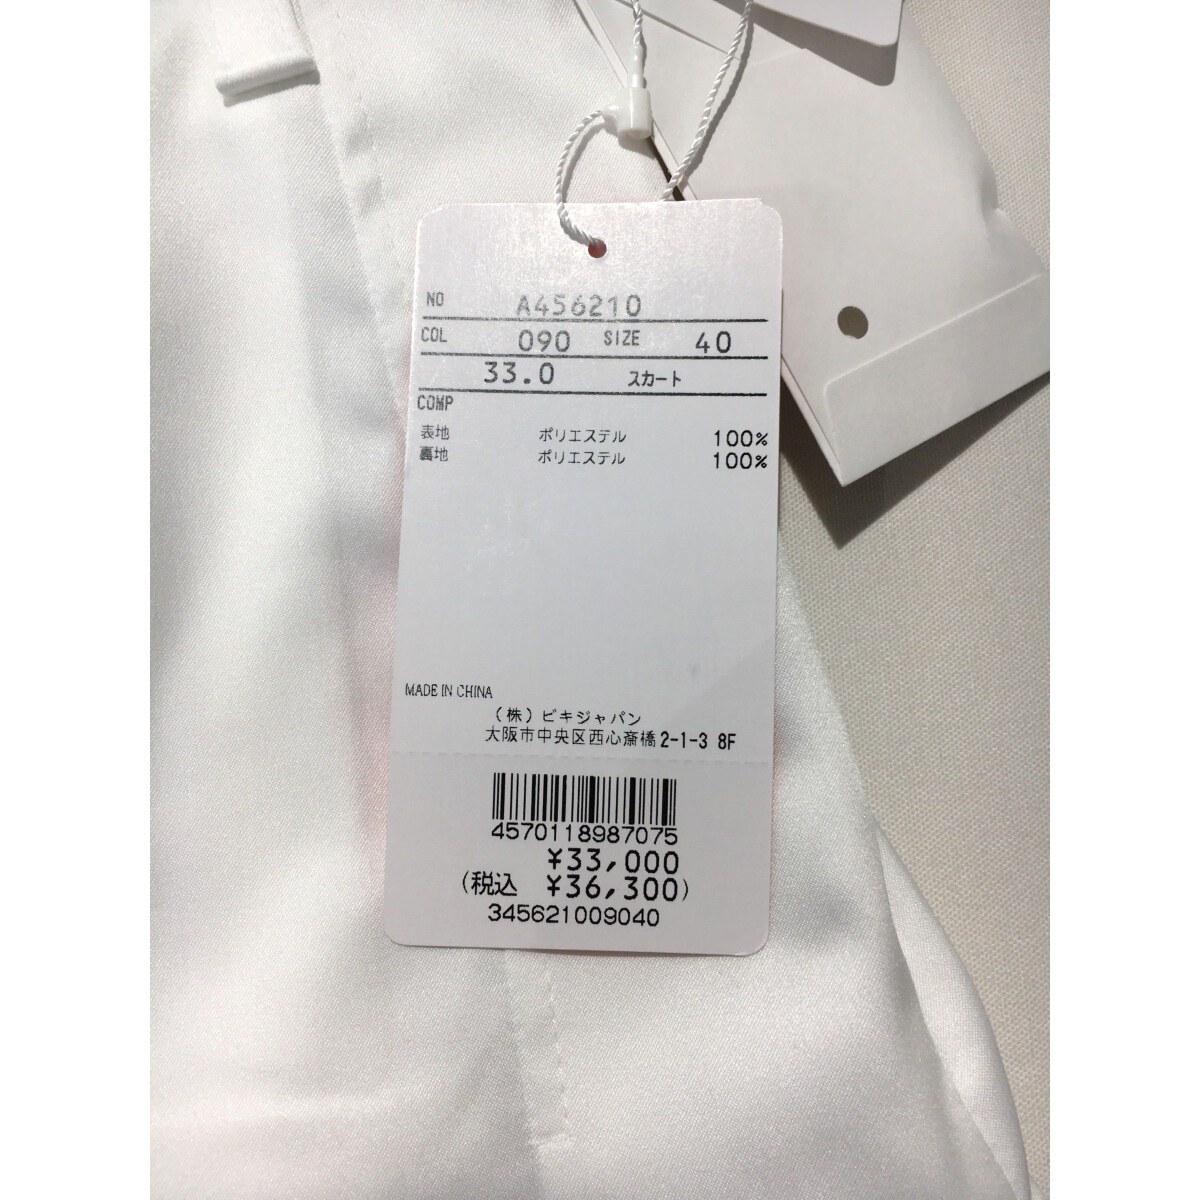 NO A456210
COL 090 SIZE 40
33.0 スカート
COMP
表地 ポリエステル 100%
裏地 ポリエステル 100%
MADE IN CHINA
(株)ビキジャパン
大阪市中央区西心斎橋2-1-3 8F
4570118987075
¥33,000
(税込 ¥36,300)
345621009040